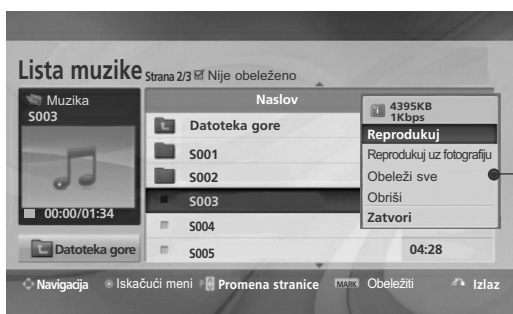 Lista muzike Strana 2/3 Nije obeleženo
Muzika
S003
00:00/01:34
Datoteka gore
Naslov
Datoteka gore
S001
S002
S003
S004
S005 04:28
4395KB
1Kbps
Reprodukuj
Reprodukuj uz fotografiju
Obeleži sve
Obriši
Zatvori
Navigacija Iskačući meni Promena stranice MARK Obeležiti Izlaz